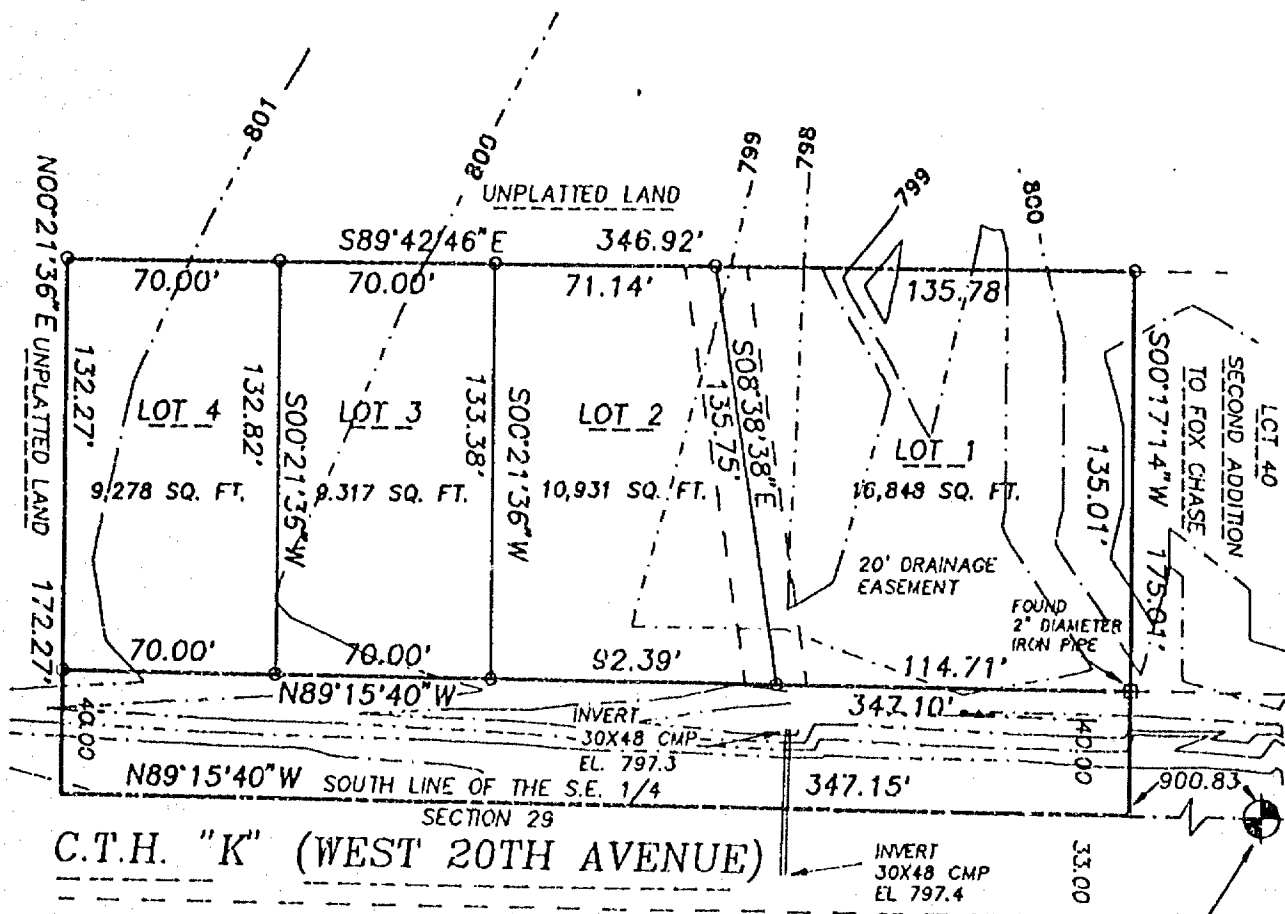 801
800
799
798
799
800
UNPLATTED LAND
S89°42'46"E 346.92'
70.00' 70.00' 71.14' 135.78'
N00°21'36"E UNPLATTED LAND 172.27'
132.27'
LOT 4
9,278 SQ. FT.
132.82'
S00°21'36"W
LOT 3
9.317 SQ. FT.
133.38'
S00°21'36"W
LOT 2
10,931 SQ. FT.
S08°38'38"E
135.75'
LOT 1
16,848 SQ. FT.
135.01'
S00°17'14"W 175.01'
LOT 40
SECOND ADDITION
TO FOX CHASE
20' DRAINAGE
EASEMENT
FOUND
2" DIAMETER
IRON PIPE
70.00' 70.00' 92.39' 114.71'
N89°15'40"W 347.10'
40.00
INVERT
30X48 CMP
EL. 797.3
40.00
N89°15'40"W SOUTH LINE OF THE S.E. 1/4 347.15'
SECTION 29
900.83
C.T.H. "K" (WEST 20TH AVENUE)
INVERT
30X48 CMP
EL 797.4
33.00